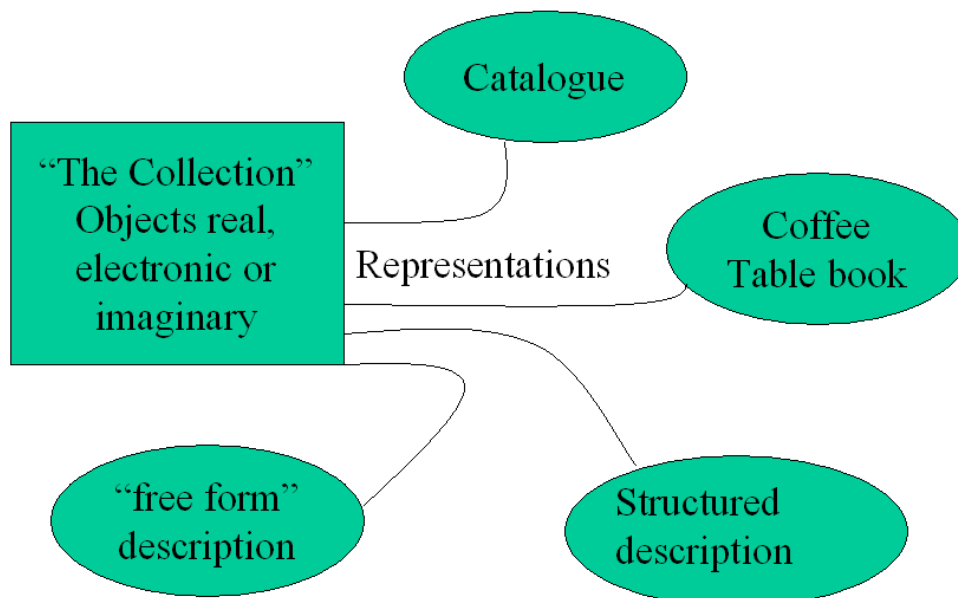 Catalogue
“The Collection”
Objects real,
electronic or
imaginary
Representations
Coffee
Table book
“free form”
description
Structured
description